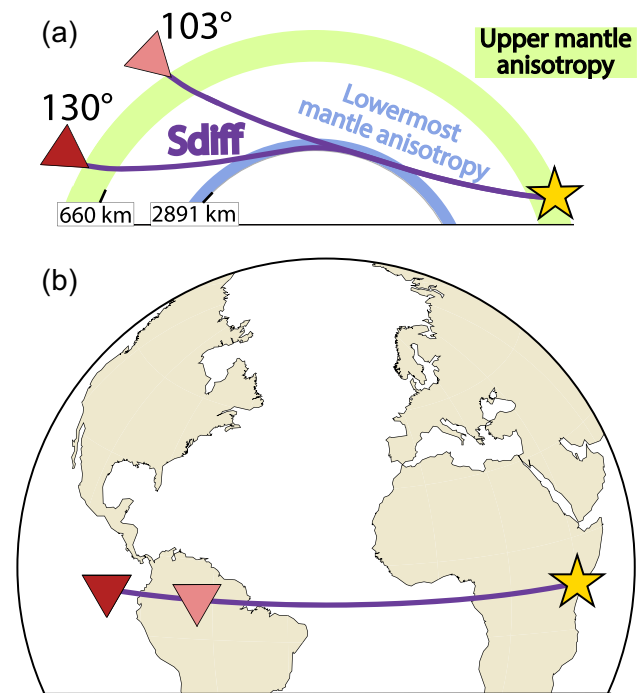 (a)
103°
Upper mantle
anisotropy
130°
Sdiff
Lowermost
mantle anisotropy
660 km
2891 km
(b)